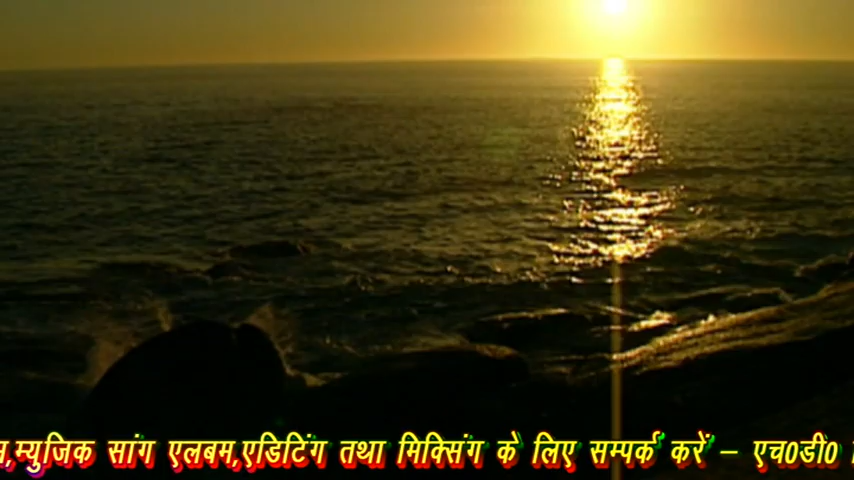 ,म्युजिक सांग एलबम,एडिटिंग तथा मिक्सिंग के लिए सम्पर्क करें – एच0डीं0